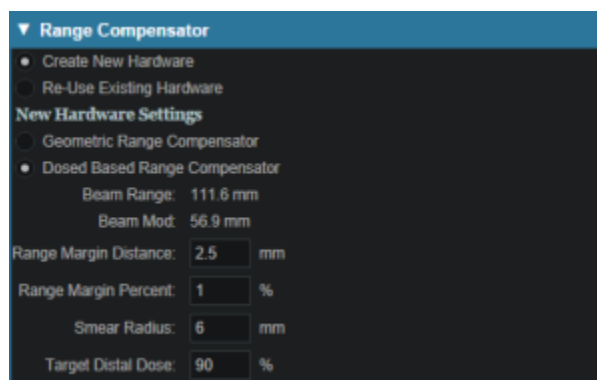 ▼ Range Compensator
Create New Hardware
Re-Use Existing Hardware
New Hardware Settings
Geometric Range Compensator
Dosed Based Range Compensator
Beam Range: 111.6 mm
Beam Mod: 56.9 mm
Range Margin Distance: 2.5 mm
Range Margin Percent: 1 %
Smear Radius: 6 mm
Target Distal Dose: 90 %